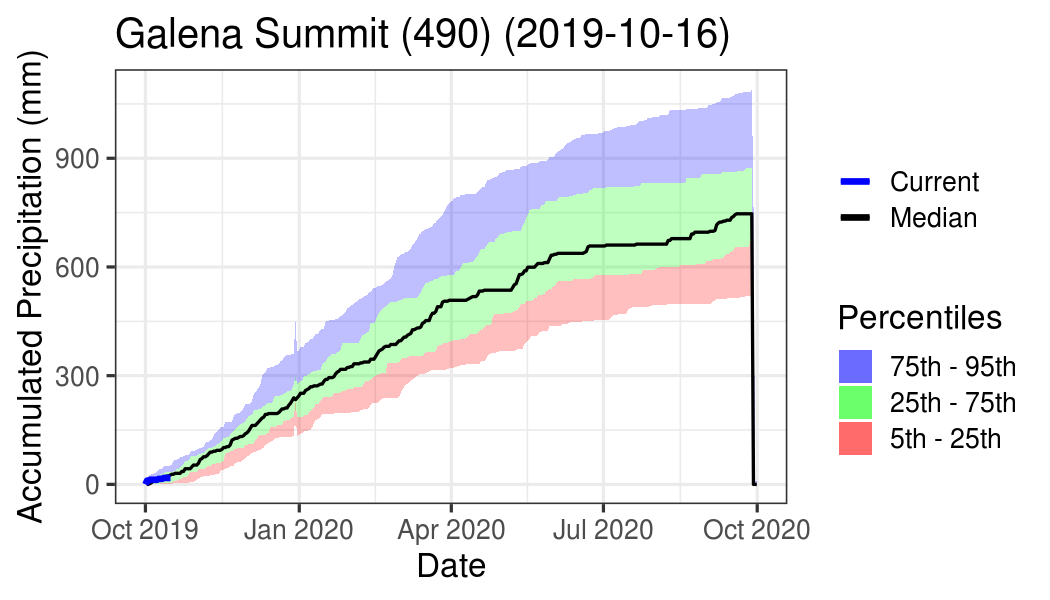 Galena Summit (490) (2019-10-16)
Accumulated Precipitation (mm)
900
600
300
0
Oct 2019
Jan 2020
Apr 2020
Jul 2020
Oct 2020
Date
Current
Median
Percentiles
75th - 95th
25th - 75th
5th - 25th